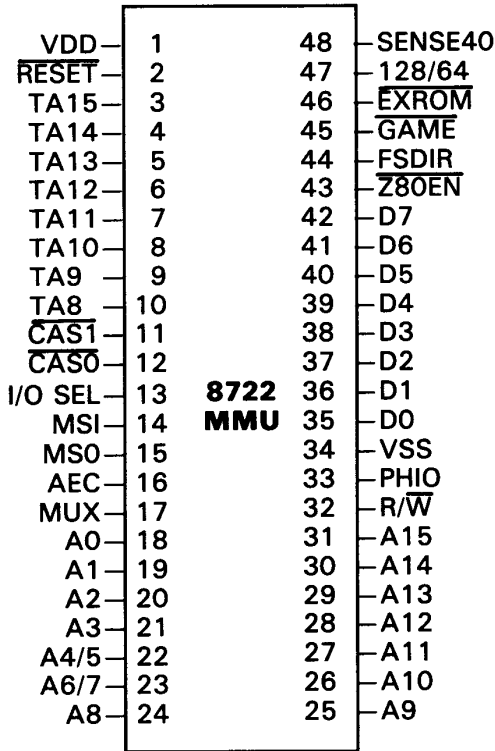 VDD 1 48 SENSE40
RESET 2 47 128/64
TA15 3 46 EXROM
TA14 4 45 GAME
TA13 5 44 FSDIR
TA12 6 43 Z80EN
TA11 7 42 D7
TA10 8 41 D6
TA9 9 40 D5
TA8 10 39 D4
CAS1 11 38 D3
CAS0 12 37 D2
I/O SEL 13 8722 36 D1
MSI 14 MMU 35 D0
MS0 15 34 VSS
AEC 16 33 PHIO
MUX 17 32 R/W
A0 18 31 A15
A1 19 30 A14
A2 20 29 A13
A3 21 28 A12
A4/5 22 27 A11
A6/7 23 26 A10
A8 24 25 A9